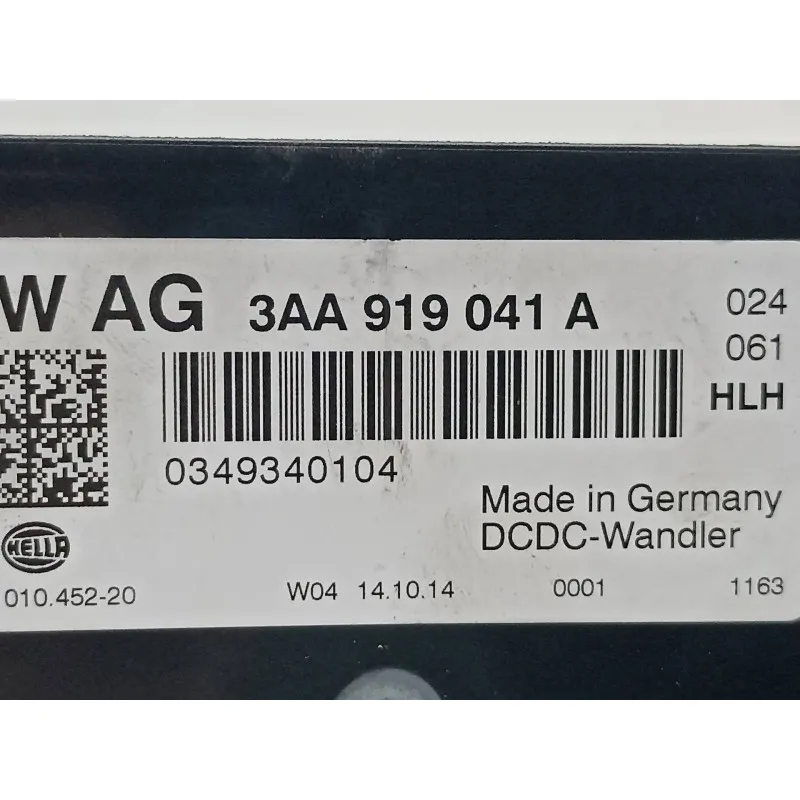 W AG 3AA 919 041 A 024
061
HLH
0349340104
Made in Germany
DCDC-Wandler
HELLA
010.452-20 W04 14.10.14 0001 1163